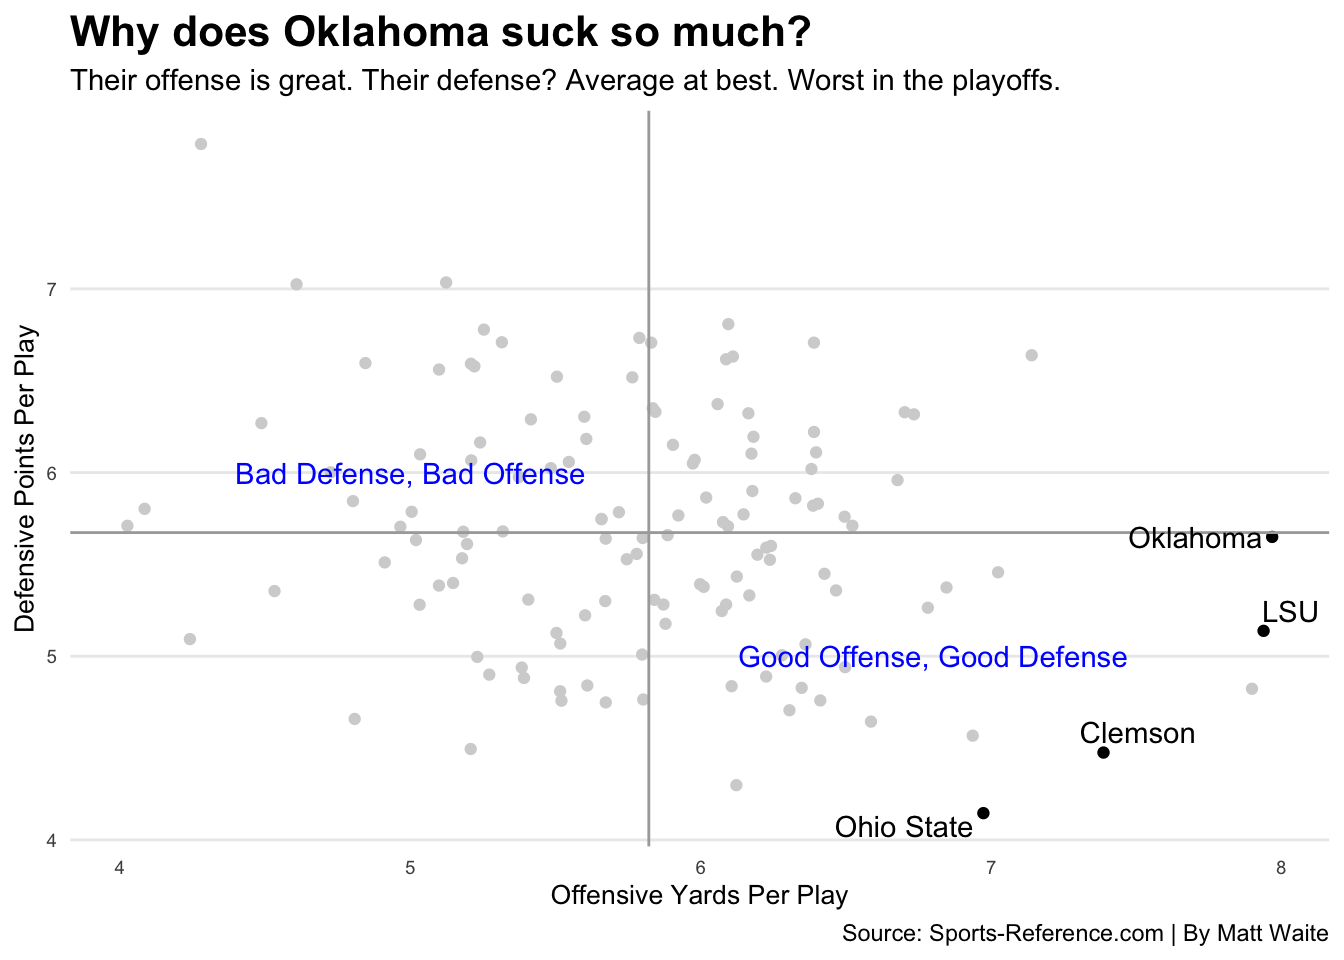 Why does Oklahoma suck so much?
Their offense is great. Their defense? Average at best. Worst in the playoffs.
Defensive Points Per Play
7
6
5
4
Bad Defense, Bad Offense
Oklahoma
LSU
Good Offense, Good Defense
Clemson
Ohio State
4 5 6 7 8
Offensive Yards Per Play
Source: Sports-Reference.com | By Matt Waite